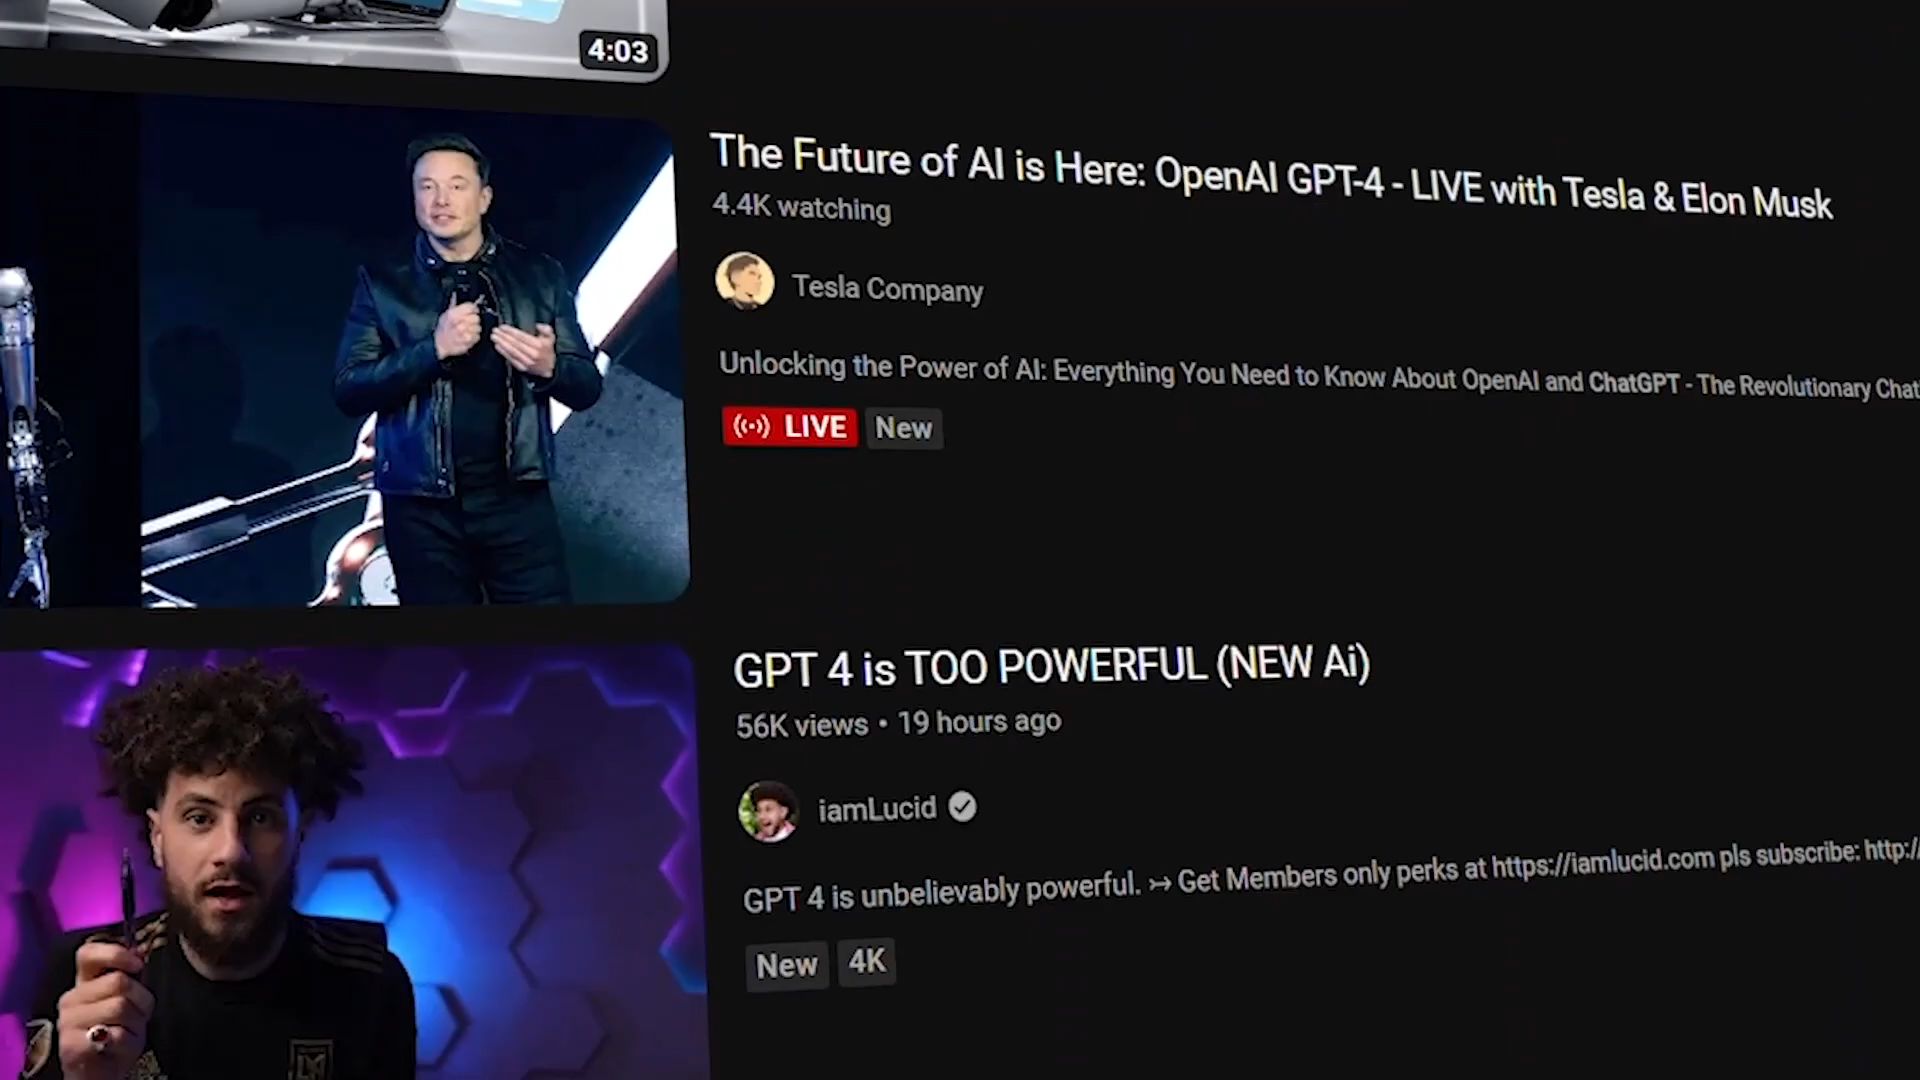 4:03
The Future of AI is Here: OpenAI GPT-4 - LIVE with Tesla & Elon Musk
4.4K watching
Tesla Company
Unlocking the Power of AI: Everything You Need to Know About OpenAI and ChatGPT - The Revolutionary Chat
LIVE New
GPT 4 is TOO POWERFUL (NEW Ai)
56K views • 19 hours ago
iamLucid
GPT 4 is unbelievably powerful. ↣ Get Members only perks at https://iamlucid.com pls subscribe: http:/
New 4K